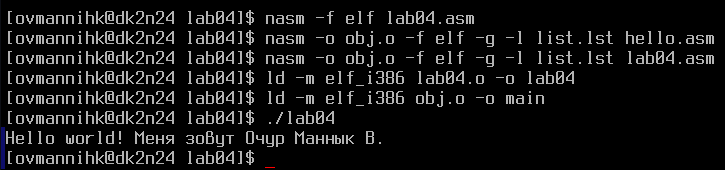 [ovmannihk@dk2n24 lab04]$ nasm -f elf lab04.asm
[ovmannihk@dk2n24 lab04]$ nasm -o obj.o -f elf -g -l list.lst hello.asm
[ovmannihk@dk2n24 lab04]$ nasm -o obj.o -f elf -g -l list.lst lab04.asm
[ovmannihk@dk2n24 lab04]$ ld -m elf_i386 lab04.o -o lab04
[ovmannihk@dk2n24 lab04]$ ld -m elf_i386 obj.o -o main
[ovmannihk@dk2n24 lab04]$ ./lab04
Hello world! Меня зовут Очур Маннык В.
[ovmannihk@dk2n24 lab04]$ _